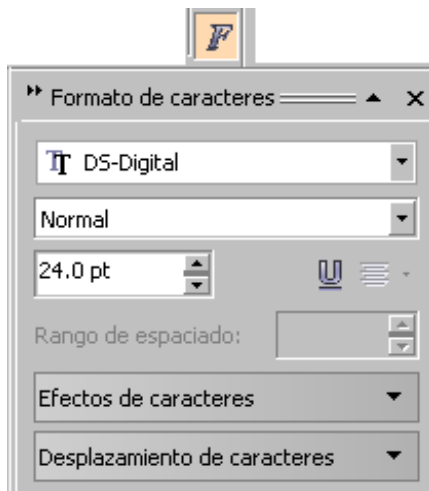 F
Formato de caracteres
DS-Digital
Normal
24.0 pt
U
Rango de espaciado:
Efectos de caracteres
Desplazamiento de caracteres